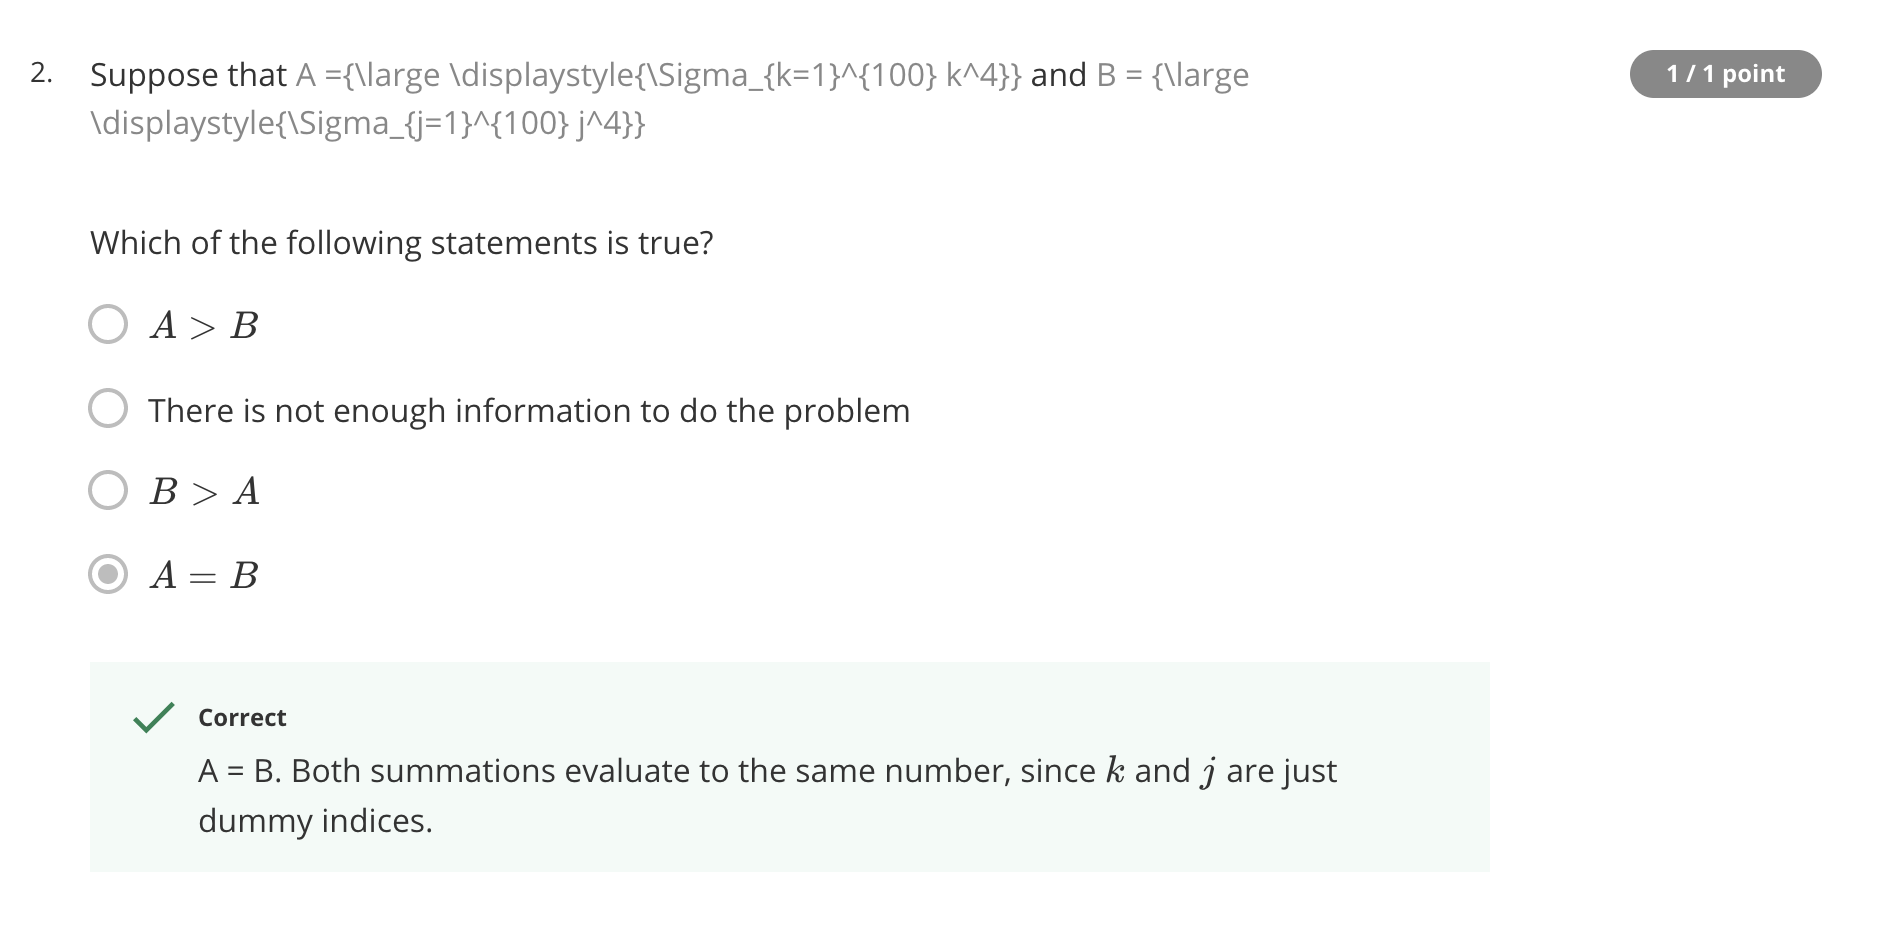 2.
Suppose that A ={\large \displaystyle{\Sigma_{k=1}^{100} k^4}} and B = {\large
\displaystyle{\Sigma_{j=1}^{100} j^4}}
1 / 1 point
Which of the following statements is true?
A > B
There is not enough information to do the problem
B > A
A = B
Correct
A = B. Both summations evaluate to the same number, since k and j are just
dummy indices.